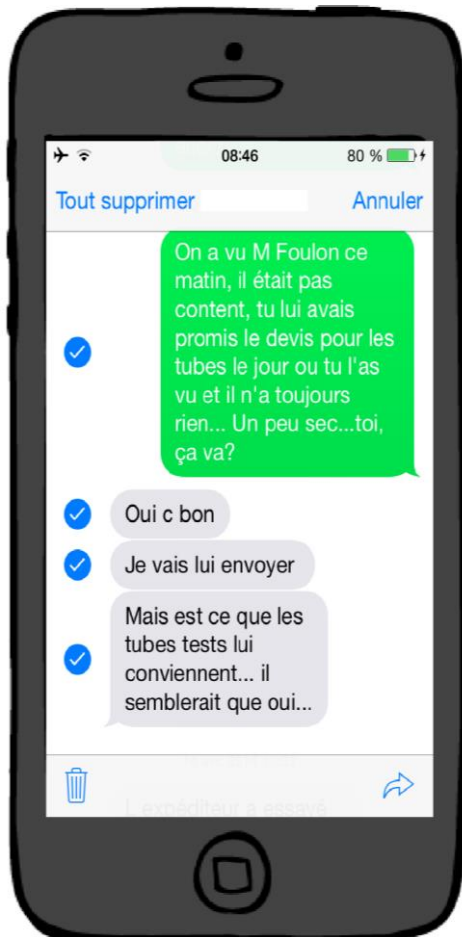 08:46
80 %
Tout supprimer
Annuler
On a vu M Foulon ce
matin, il était pas
content, tu lui avais
promis le devis pour les
tubes le jour ou tu l'as
vu et il n'a toujours
rien... Un peu sec...toi,
ça va?
Oui c bon
Je vais lui envoyer
Mais est ce que les
tubes tests lui
conviennent... il
semblerait que oui...
L expéditeur a essayé